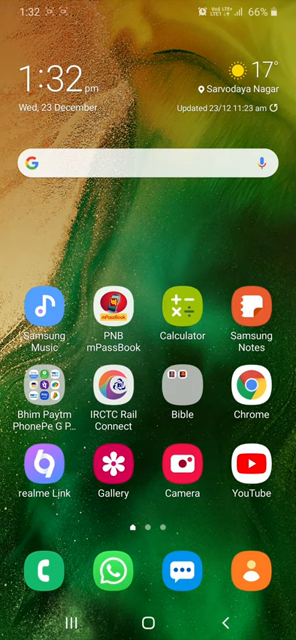 1:32
VoB LTE+
LTE1
66%
1:32 pm
Wed, 23 December
17°
Sarvodaya Nagar
Updated 23/12 11:23 am
G
mPassBook
Samsung
Music
PNB
mPassBook
Calculator
Samsung
Notes
Bhim Paytm
PhonePe G P...
IRCTC Rail
Connect
Bible
Chrome
realme Link
Gallery
Camera
YouTube